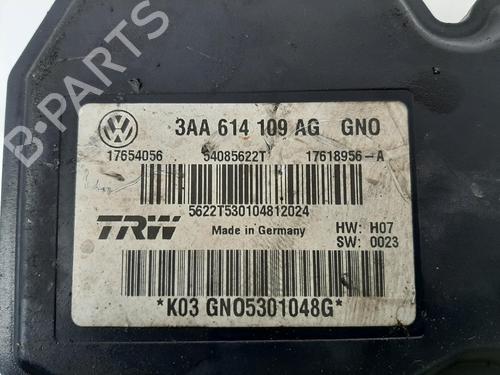 3AA 614 109 AG GNO
17654056 54085622T 17618956-A
5622T530104812024
TRW Made in Germany HW: H07
SW: 0023
*K03 GNO5301048G*
B-PARTS